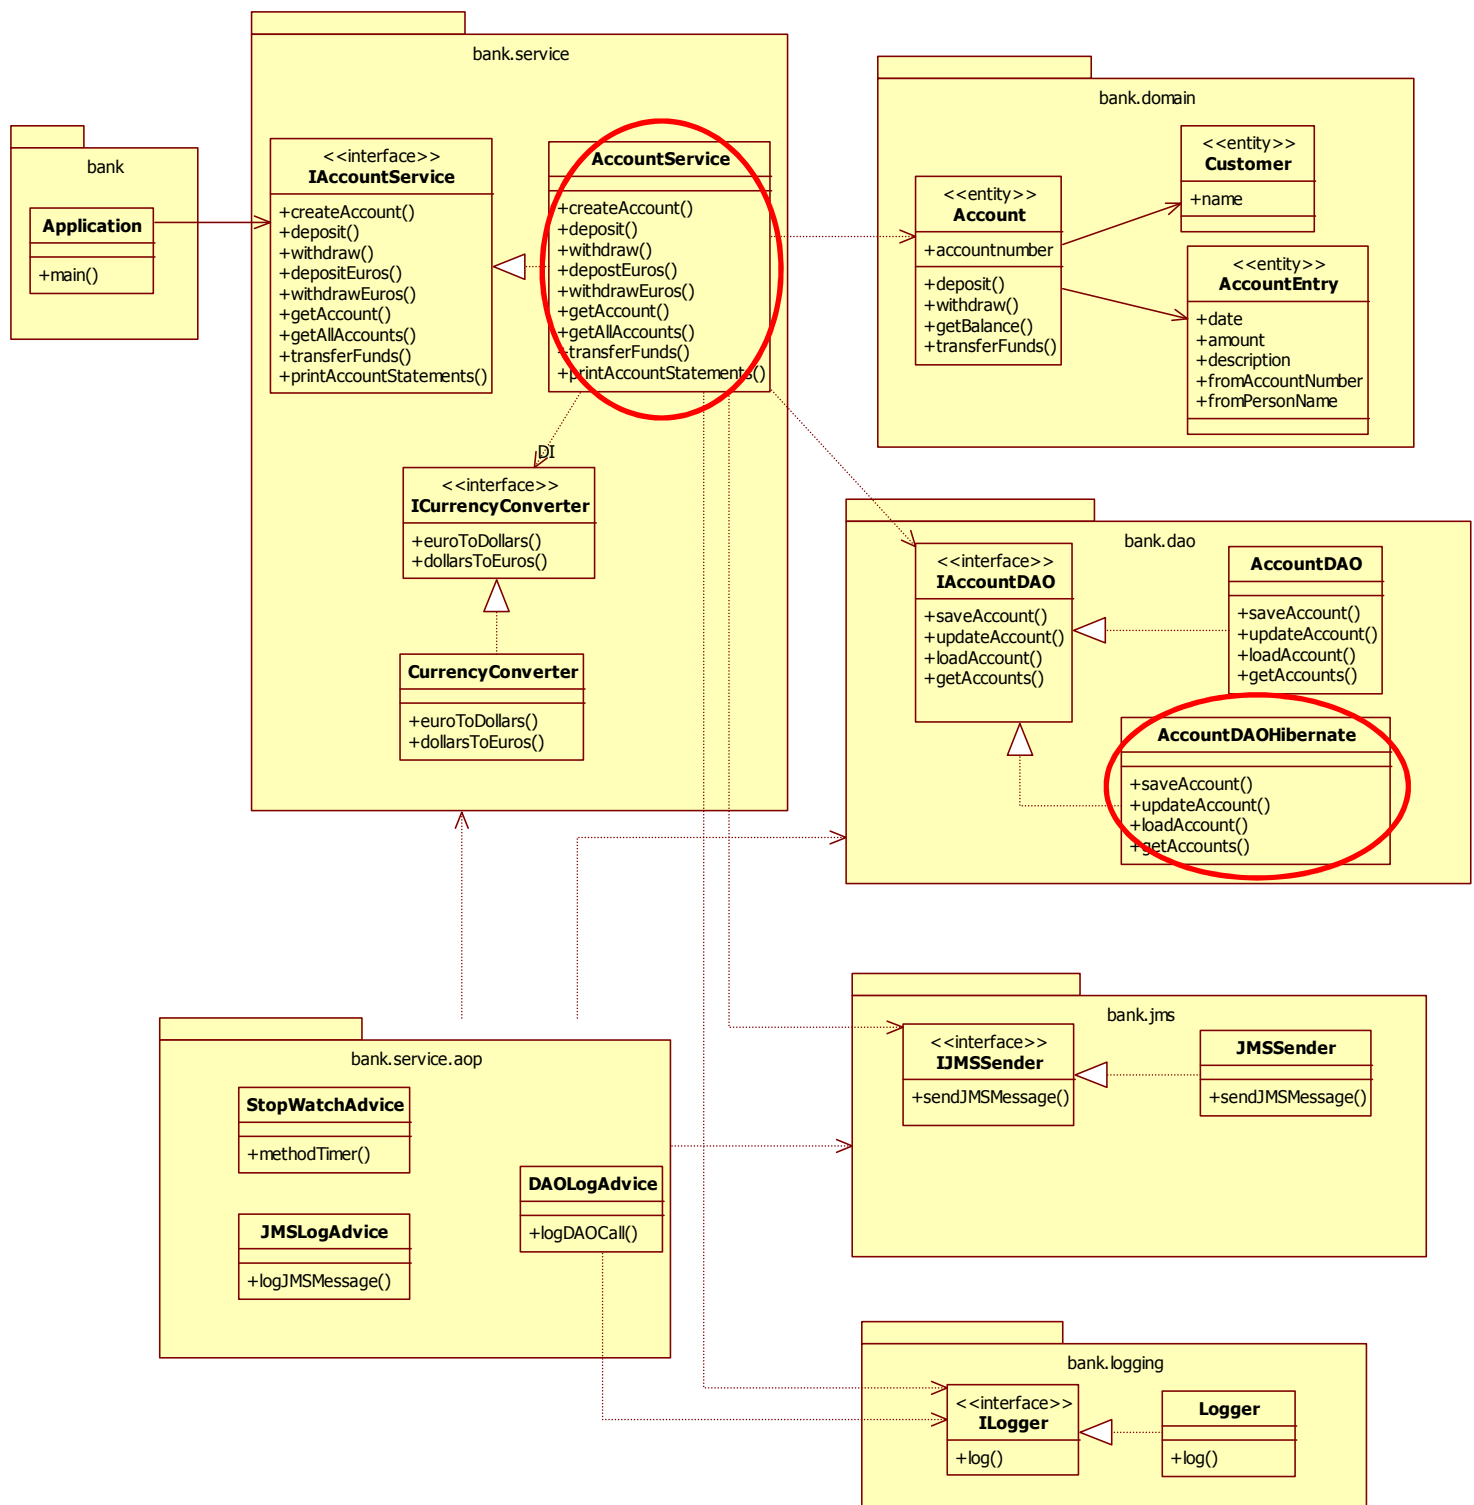 bank.service
<<interface>>
IAccountService
+createAccount()
+deposit()
+withdraw()
+depositEuros()
+withdrawEuros()
+getAccount()
+getAllAccounts()
+transferFunds()
+printAccountStatements()
AccountService
+createAccount()
+deposit()
+withdraw()
+depostEuros()
+withdrawEuros()
+getAccount()
+getAllAccounts()
+transferFunds()
+printAccountStatements()
DI
<<interface>>
ICurrencyConverter
+euroToDollars()
+dollarsToEuros()
CurrencyConverter
+euroToDollars()
+dollarsToEuros()
bank
Application
+main()
bank.domain
<<entity>>
Account
+accountnumber
+deposit()
+withdraw()
+getBalance()
+transferFunds()
<<entity>>
Customer
+name
<<entity>>
AccountEntry
+date
+amount
+description
+fromAccountNumber
+fromPersonName
bank.dao
<<interface>>
IAccountDAO
+saveAccount()
+updateAccount()
+loadAccount()
+getAccounts()
AccountDAO
+saveAccount()
+updateAccount()
+loadAccount()
+getAccounts()
AccountDAOHibernate
+saveAccount()
+updateAccount()
+loadAccount()
+getAccounts()
bank.service.aop
StopWatchAdvice
+methodTimer()
DAOLogAdvice
+logDAOCall()
JMSLogAdvice
+logJMSMessage()
bank.jms
<<interface>>
IJMSSender
+sendJMSMessage()
JMSSender
+sendJMSMessage()
bank.logging
<<interface>>
ILogger
+log()
Logger
+log()